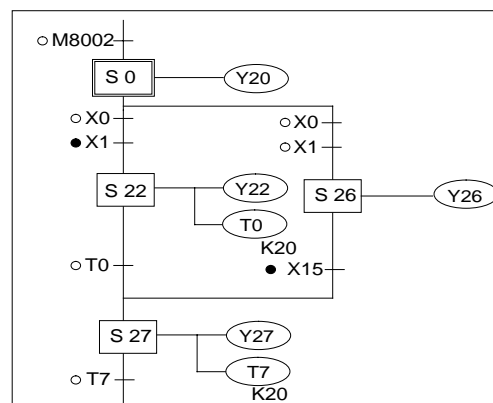 M8002
S 0 Y20
X0 X0
X1 X1
S 22 Y22 S 26 Y26
T0
K20
T0 X15
S 27 Y27
T7
T7 K20